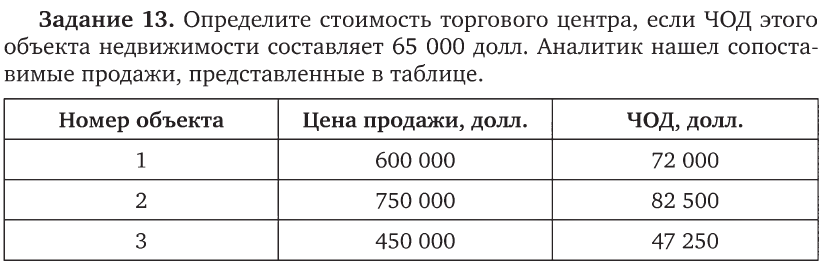 Задание 13. Определите стоимость торгового центра, если ЧОД этого
объекта недвижимости составляет 65 000 долл. Аналитик нашел сопоста-
вимые продажи, представленные в таблице.
Номер объекта Цена продажи, долл. ЧОД, долл.
1 600 000 72 000
2 750 000 82 500
3 450 000 47 250